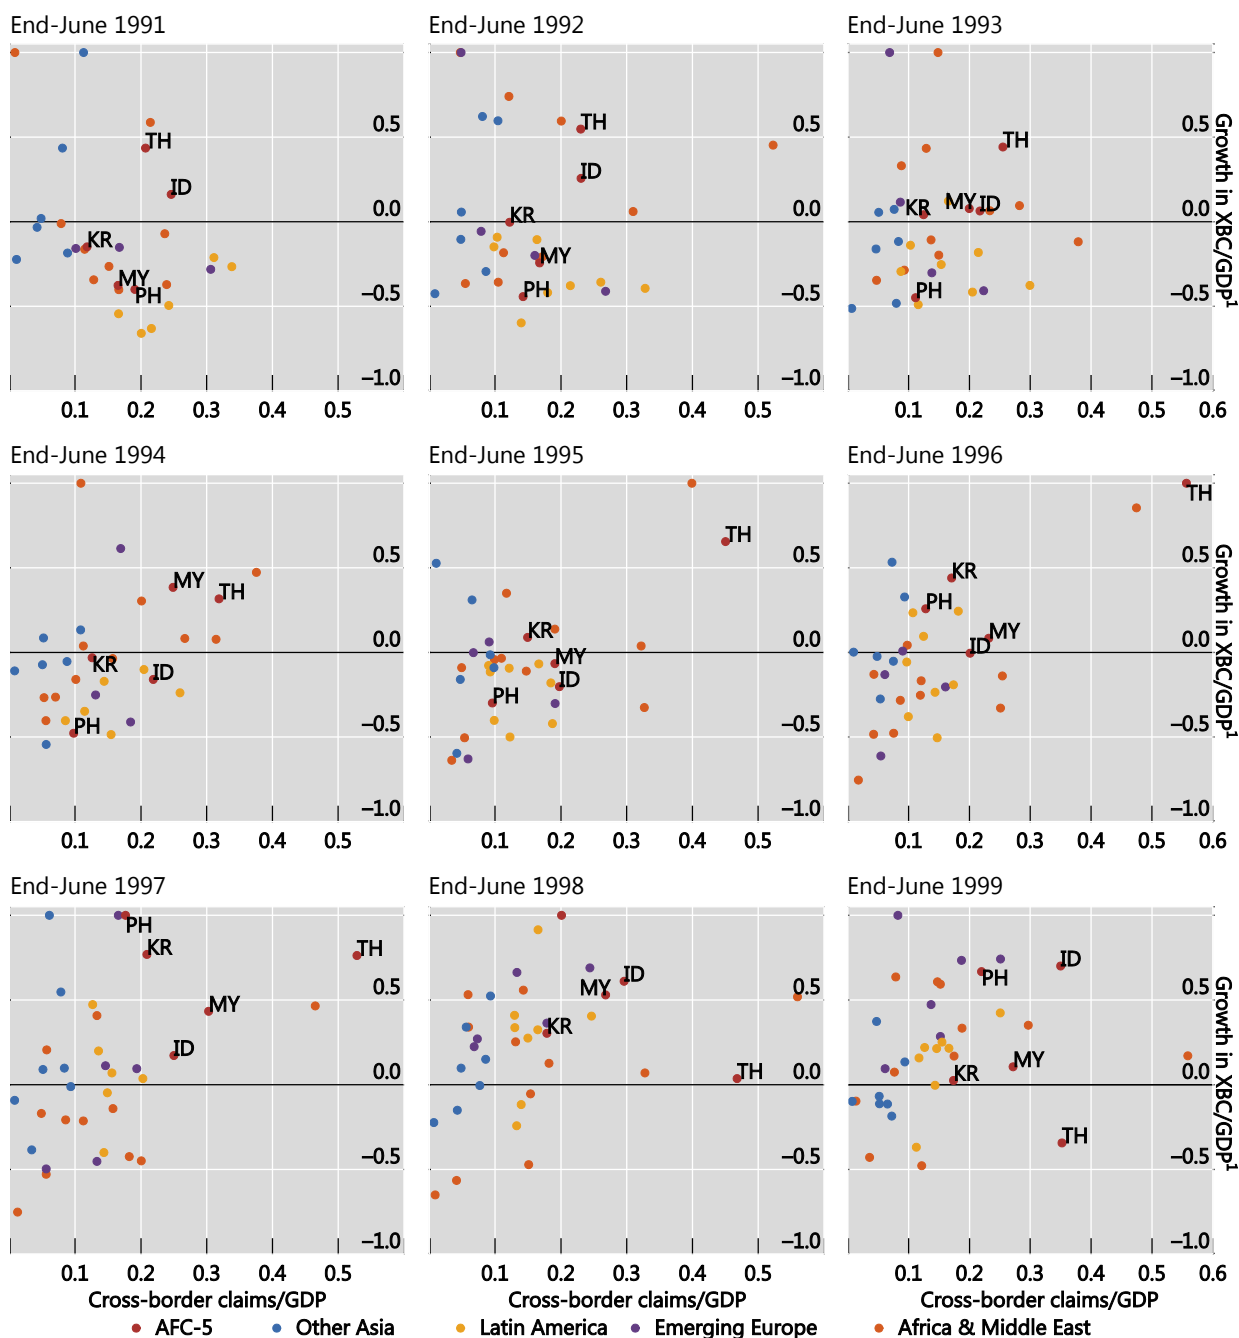 End-June 1991
End-June 1992
End-June 1993
0.5
0.0
–0.5
–1.0
TH
ID
KR
MY
PH
0.1 0.2 0.3 0.4 0.5
0.5
0.0
–0.5
–1.0
TH
ID
KR
MY
PH
0.1 0.2 0.3 0.4 0.5
0.5
0.0
–0.5
–1.0
TH
KR MY ID
PH
0.1 0.2 0.3 0.4 0.5 0.6
Growth in XBC/GDP1
End-June 1994
End-June 1995
End-June 1996
0.5
0.0
–0.5
–1.0
MY
TH
KR
ID
PH
0.1 0.2 0.3 0.4 0.5
0.5
0.0
–0.5
–1.0
TH
KR
MY
ID
PH
0.1 0.2 0.3 0.4 0.5
0.5
0.0
–0.5
–1.0
TH
KR
PH
MY
ID
0.1 0.2 0.3 0.4 0.5 0.6
Growth in XBC/GDP1
End-June 1997
End-June 1998
End-June 1999
0.5
0.0
–0.5
–1.0
PH
KR
TH
MY
ID
0.1 0.2 0.3 0.4 0.5
Cross-border claims/GDP
0.5
0.0
–0.5
–1.0
ID
MY
KR
TH
0.1 0.2 0.3 0.4 0.5
Cross-border claims/GDP
0.5
0.0
–0.5
–1.0
ID
PH
MY
KR
TH
0.1 0.2 0.3 0.4 0.5 0.6
Cross-border claims/GDP
Growth in XBC/GDP1
AFC-5 Other Asia Latin America Emerging Europe Africa & Middle East